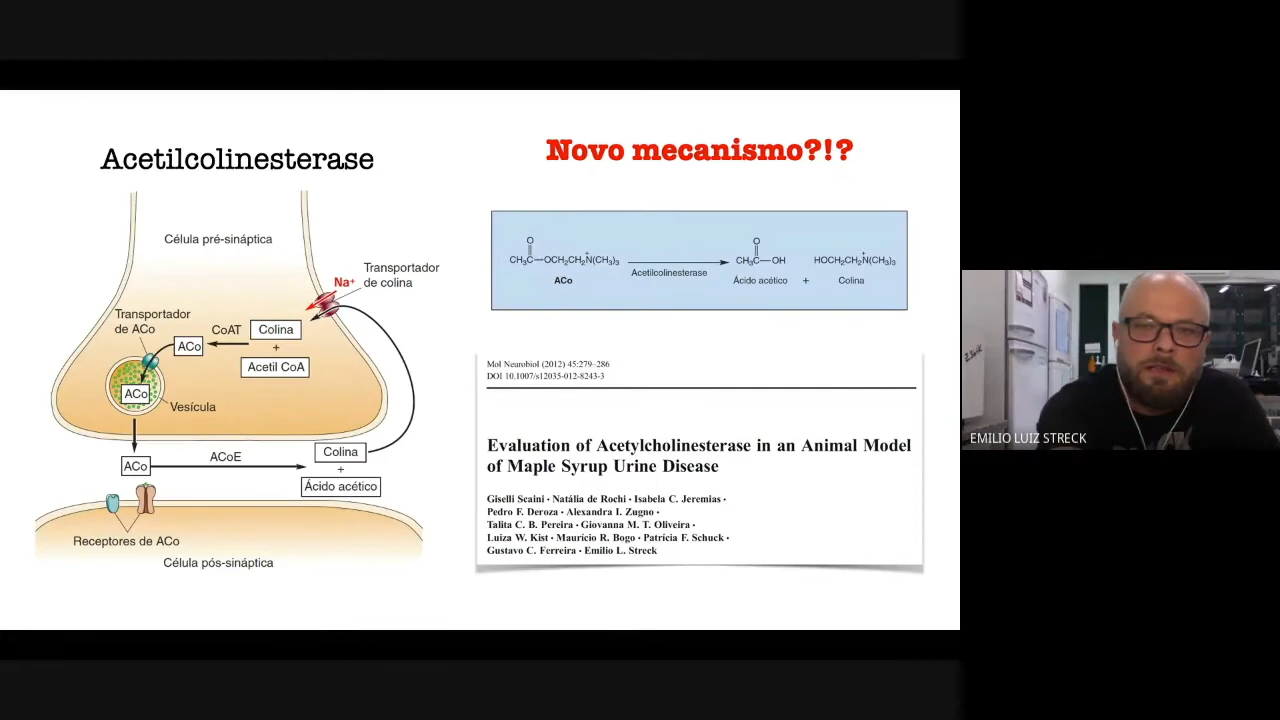 Acetilcolinesterase
Célula pré-sináptica
Na⁺
Transportador
de colina
Transportador
de ACo
CoAT
Colina
+
Acetil CoA
ACo
ACo
Vesícula
ACo
ACoE
Colina
+
Ácido acético
Receptores de ACo
Célula pós-sináptica
Novo mecanismo?!?
O
CH₃C—OCH₂CH₂N⁺(CH₃)₃
ACo
Acetilcolinesterase
O
CH₃C—OH
Ácido acético
+
HOCH₂CH₂N⁺(CH₃)₃
Colina
Mol Neurobiol (2012) 45:279–286
DOI 10.1007/s12035-012-8243-3
Evaluation of Acetylcholinesterase in an Animal Model
of Maple Syrup Urine Disease
Giselli Scaini · Natália de Rochi · Isabela C. Jeremias ·
Pedro F. Deroza · Alexandra I. Zugno ·
Talita C. B. Pereira · Giovanna M. T. Oliveira ·
Luiza W. Kist · Maurício R. Bogo · Patrícia F. Schuck ·
Gustavo C. Ferreira · Emilio L. Streck
EMILIO LUIZ STRECK